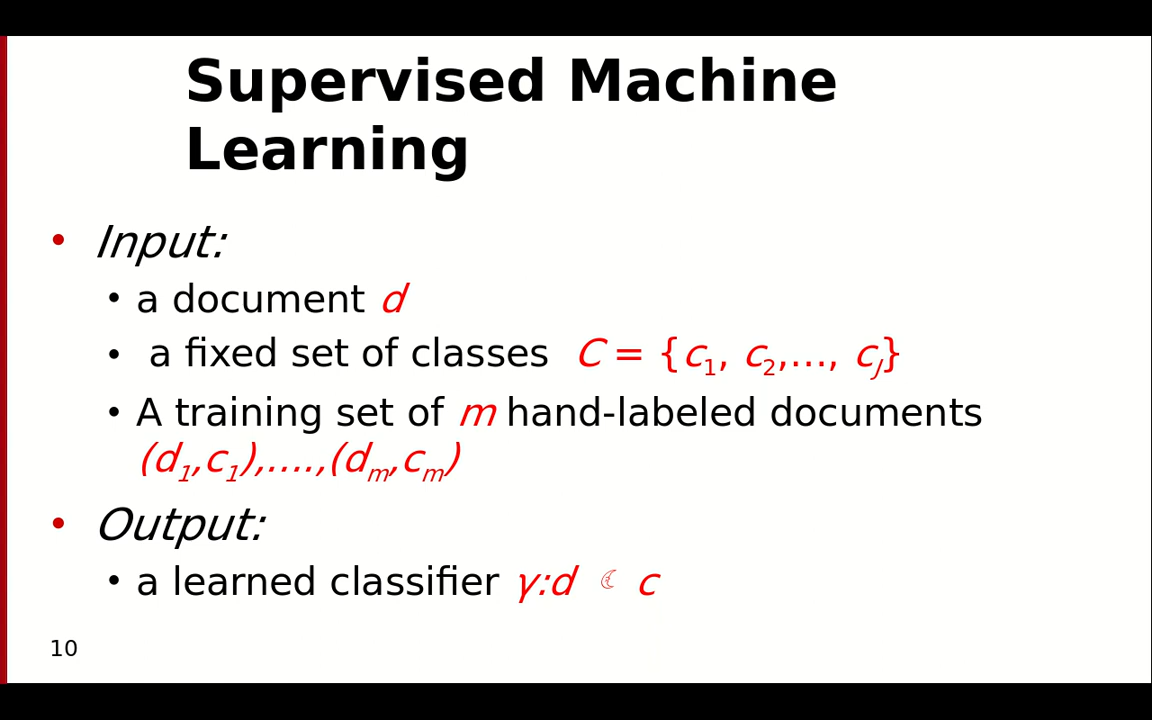 Supervised Machine
Learning
• Input:
• a document d
• a fixed set of classes C = {c₁, c₂,…, c_J}
• A training set of m hand-labeled documents
(d₁,c₁),....,(dₘ,cₘ)
• Output:
• a learned classifier γ:d ☾ c
10